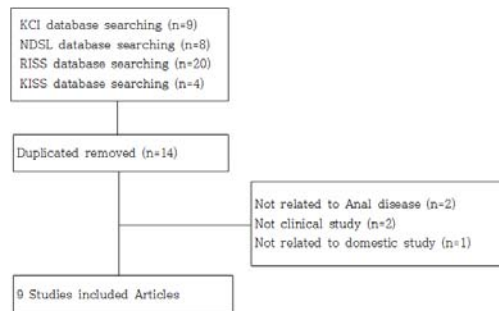 KCI database searching (n=9)
NDSL database searching (n=8)
RISS database searching (n=20)
KISS database searching (n=4)
Duplicated removed (n=14)
Not related to Anal disease (n=2)
Not clinical study (n=2)
Not related to domestic study (n=1)
9 Studies included Articles